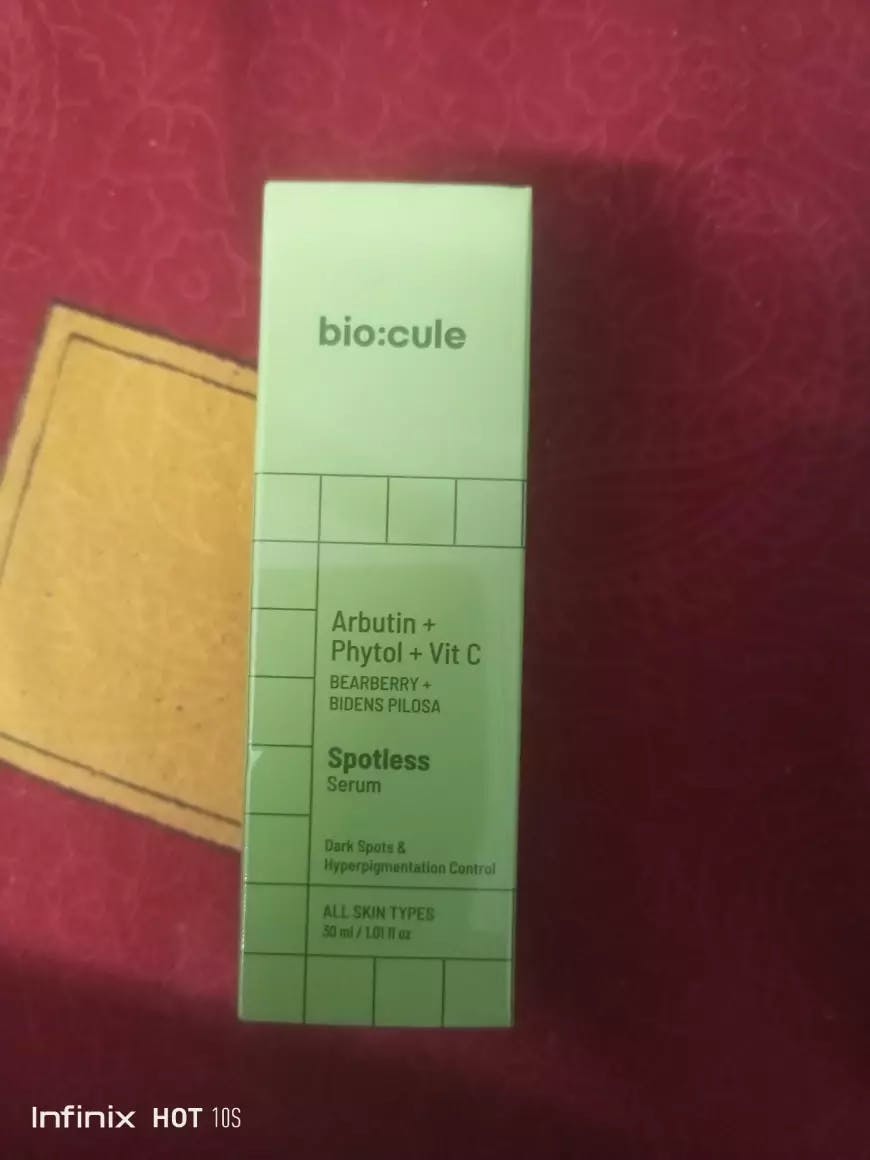 bio:cule
Arbutin +
Phytol + Vit C
BEARBERRY +
BIDENS PILOSA
Spotless
Serum
Dark Spots &
Hyperpigmentation Control
ALL SKIN TYPES
30 ml / 1.01 fl oz
Infinix HOT 10S